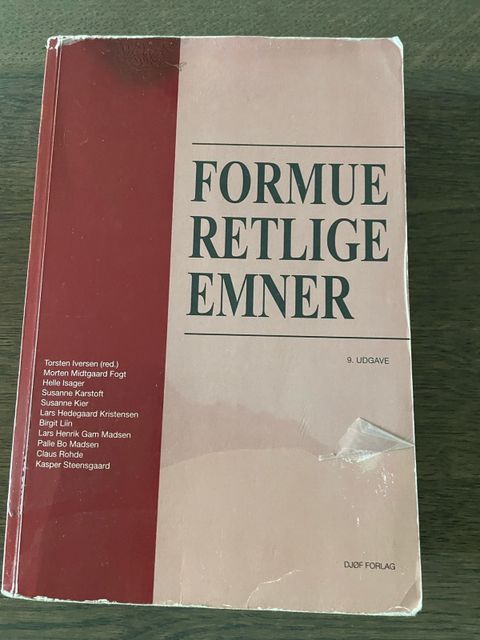 FORMUE
RETLIGE
EMNER
9. UDGAVE
Torsten Iversen (red.)
Morten Midtgaard Fogt
Helle Isager
Susanne Karstoft
Susanne Kier
Lars Hedegaard Kristensen
Birgit Liin
Lars Henrik Gam Madsen
Palle Bo Madsen
Claus Rohde
Kasper Steensgaard
DJØF FORLAG